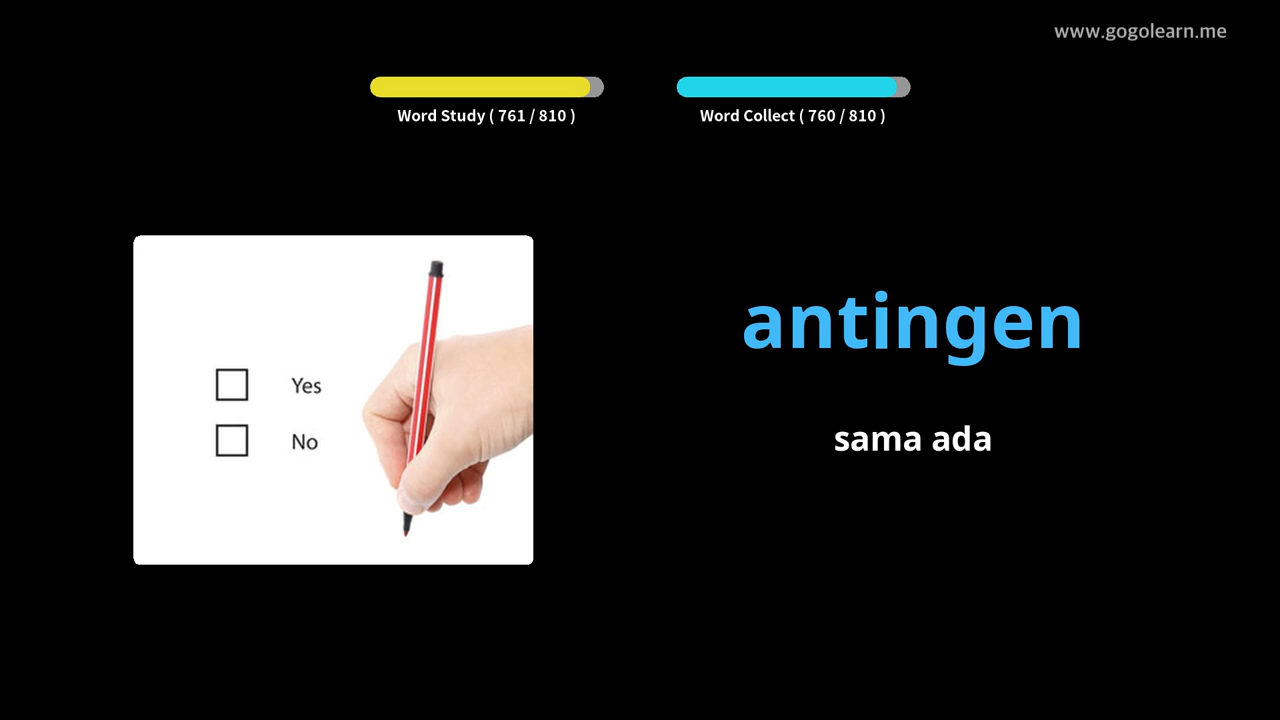 www.gogolearn.me
Word Study ( 761 / 810 )
Word Collect ( 760 / 810 )
Yes
No
antingen
sama ada